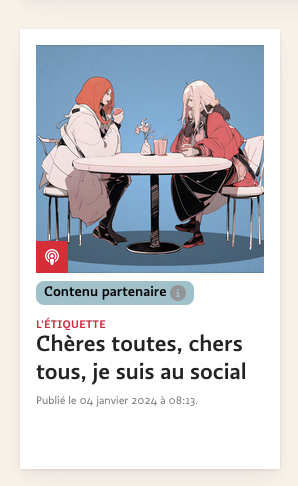 Contenu partenaire
L'ÉTIQUETTE
Chères toutes, chers
tous, je suis au social
Publié le 04 janvier 2024 à 08:13.